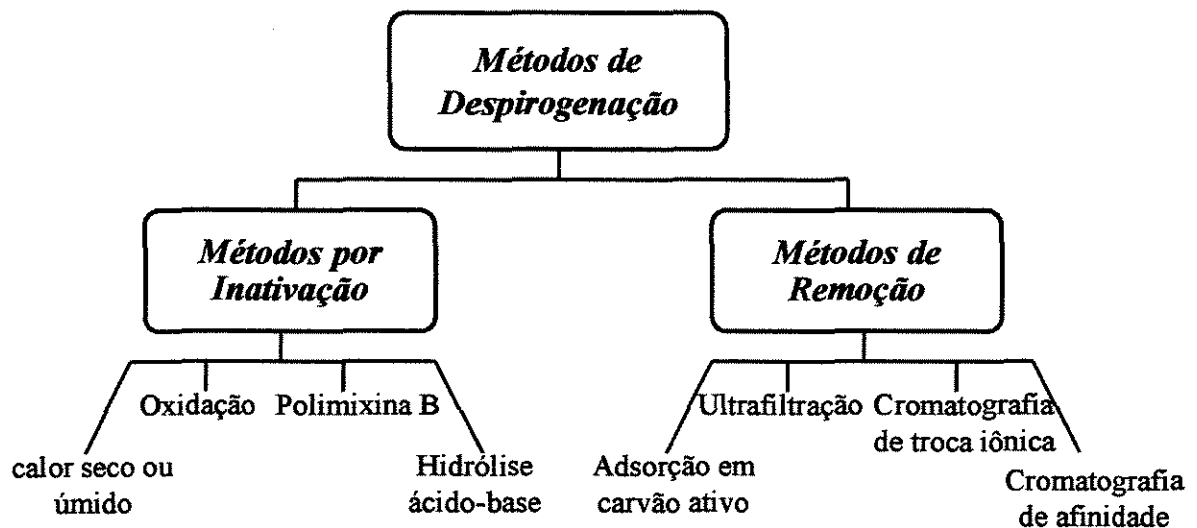 Métodos de
Despirogenação
Métodos por
Inativação
Métodos de
Remoção
Oxidação
Polimixina B
calor seco ou
úmido
Hidrólise
ácido-base
Ultrafiltração
Cromatografia
de troca iônica
Adsorção em
carvão ativo
Cromatografia
de afinidade